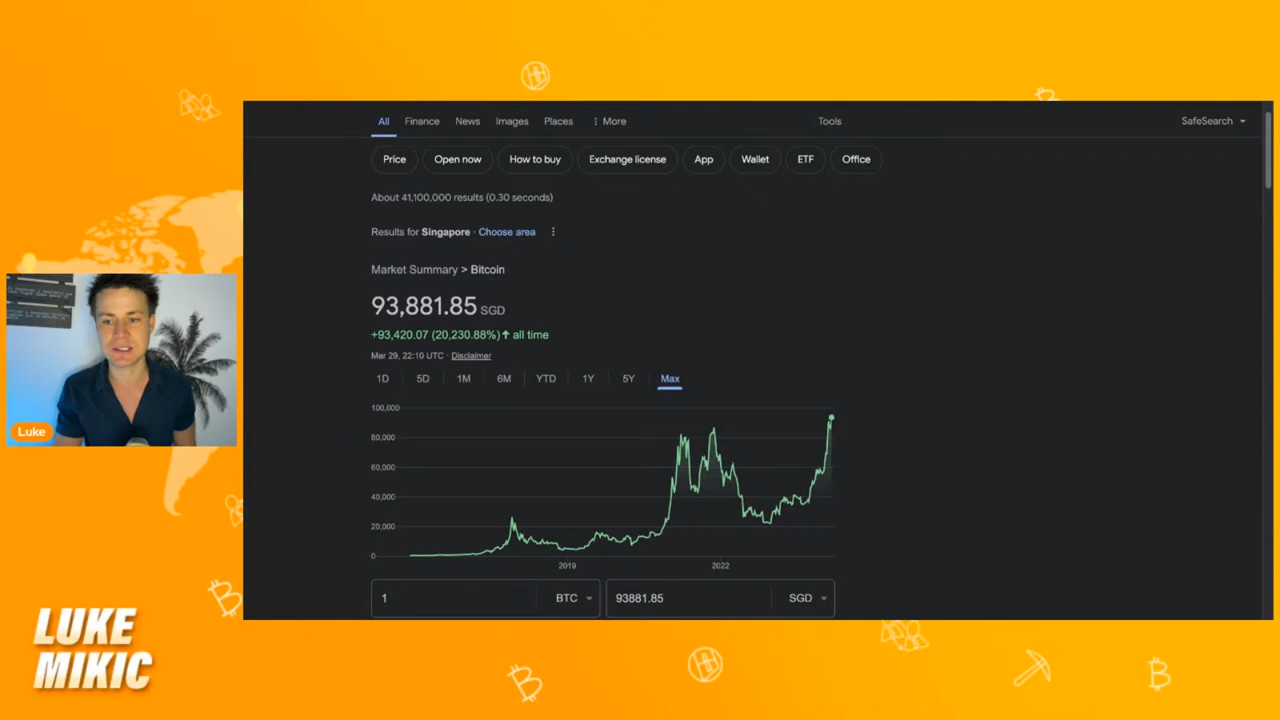 All Finance News Images Places More Tools SafeSearch
Price Open now How to buy Exchange license App Wallet ETF Office
About 41,100,000 results (0.30 seconds)
Results for Singapore · Choose area
Market Summary > Bitcoin
93,881.85 SGD
+93,420.07 (20,230.88%) ↑ all time
Mar 29, 22:10 UTC · Disclaimer
1D 5D 1M 6M YTD 1Y 5Y Max
100,000
80,000
60,000
40,000
20,000
0
2019 2022
1 BTC 93881.85 SGD
Luke
LUKE
MIKIC